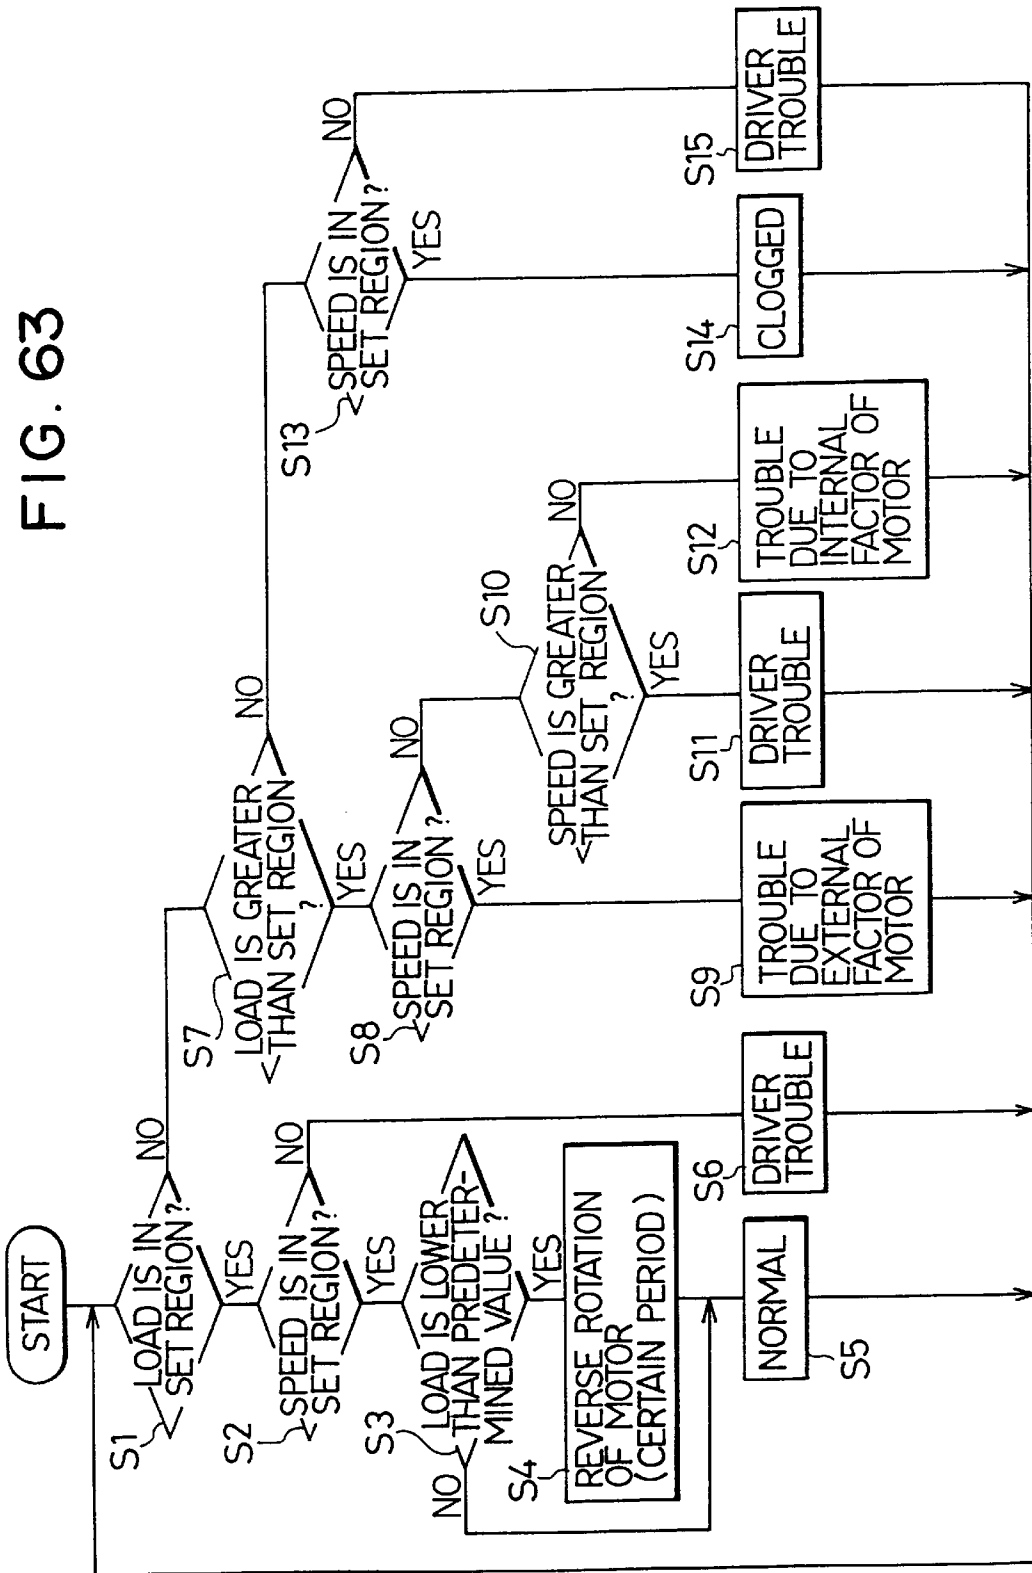 FIG. 63
START
S1
LOAD IS IN
SET REGION?
NO
YES
S2
SPEED IS IN
SET REGION?
NO
YES
S3
LOAD IS LOWER
THAN PREDETER-
MINED VALUE?
NO
YES
S4
REVERSE ROTATION
OF MOTOR
(CERTAIN PERIOD)
NORMAL
S5
S6
DRIVER
TROUBLE
S7
LOAD IS GREATER
THAN SET REGION
?
NO
YES
S8
SPEED IS IN
SET REGION?
NO
YES
S9
TROUBLE
DUE TO
EXTERNAL
FACTOR OF
MOTOR
S10
SPEED IS GREATER
THAN SET REGION
?
NO
YES
S11
DRIVER
TROUBLE
S12
TROUBLE
DUE TO
INTERNAL
FACTOR OF
MOTOR
S13
SPEED IS IN
SET REGION?
NO
YES
S14
CLOGGED
S15
DRIVER
TROUBLE